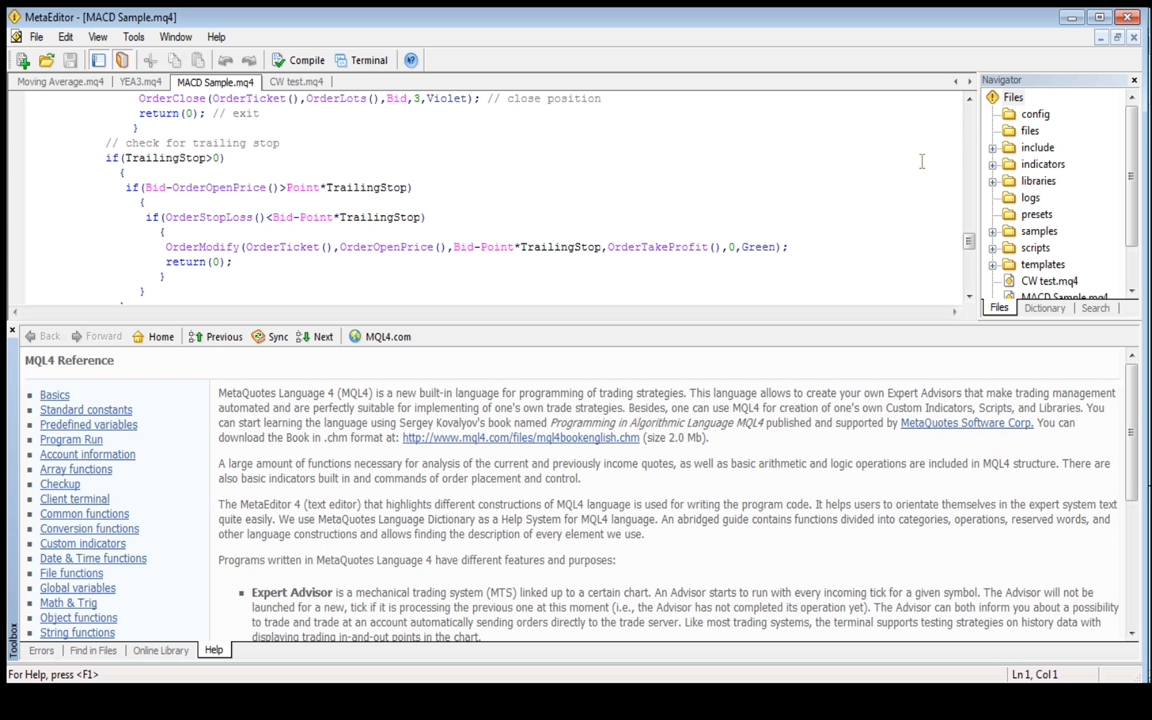 MetaEditor - [MACD Sample.mq4]
File Edit View Tools Window Help
Compile Terminal
Moving Average.mq4 YEA3.mq4 MACD Sample.mq4 CW test.mq4
OrderClose(OrderTicket(),OrderLots(),Bid,3,Violet); // close position
return(0); // exit
}
// check for trailing stop
if(TrailingStop>0)
{
if(Bid-OrderOpenPrice()>Point*TrailingStop)
{
if(OrderStopLoss()<Bid-Point*TrailingStop)
{
OrderModify(OrderTicket(),OrderOpenPrice(),Bid-Point*TrailingStop,OrderTakeProfit(),0,Green);
return(0);
}
}
Navigator
Files
config
files
include
indicators
libraries
logs
presets
samples
scripts
templates
CW test.mq4
MACD Sample.mq4
Files Dictionary Search
Back Forward Home Previous Sync Next MQL4.com
MQL4 Reference
Basics
Standard constants
Predefined variables
Program Run
Account information
Array functions
Checkup
Client terminal
Common functions
Conversion functions
Custom indicators
Date & Time functions
File functions
Global variables
Math & Trig
Object functions
String functions
MetaQuotes Language 4 (MQL4) is a new built-in language for programming of trading strategies. This language allows to create your own Expert Advisors that make trading management
automated and are perfectly suitable for implementing of one's own trade strategies. Besides, one can use MQL4 for creation of one's own Custom Indicators, Scripts, and Libraries. You
can start learning the language using Sergey Kovalyov's book named Programming in Algorithmic Language MQL4 published and supported by MetaQuotes Software Corp. You can
download the Book in .chm format at: http://www.mql4.com/files/mql4bookenglish.chm (size 2.0 Mb).
A large amount of functions necessary for analysis of the current and previously income quotes, as well as basic arithmetic and logic operations are included in MQL4 structure. There are
also basic indicators built in and commands of order placement and control.
The MetaEditor 4 (text editor) that highlights different constructions of MQL4 language is used for writing the program code. It helps users to orientate themselves in the expert system text
quite easily. We use MetaQuotes Language Dictionary as a Help System for MQL4 language. An abridged guide contains functions divided into categories, operations, reserved words, and
other language constructions and allows finding the description of every element we use.
Programs written in MetaQuotes Language 4 have different features and purposes:
Expert Advisor is a mechanical trading system (MTS) linked up to a certain chart. An Advisor starts to run with every incoming tick for a given symbol. The Advisor will not be
launched for a new, tick if it is processing the previous one at this moment (i.e., the Advisor has not completed its operation yet). The Advisor can both inform you about a possibility
to trade and trade at an account automatically sending orders directly to the trade server. Like most trading systems, the terminal supports testing strategies on history data with
displaying trading in-and-out points in the chart.
Toolbox
Errors Find in Files Online Library Help
For Help, press <F1>
Ln 1, Col 1